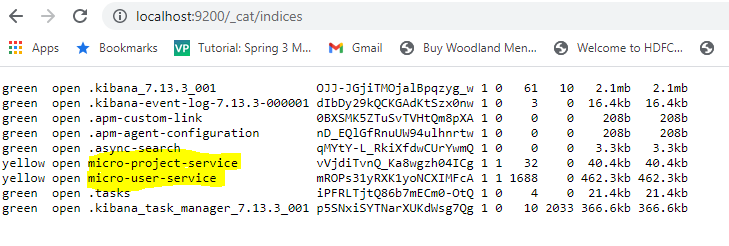 localhost:9200/_cat/indices
Apps Tutorial: Spring 3 M... Gmail Buy Woodland Men... Welcome to HDFC...
green open .kibana_7.13.3_001 OJJ-JGjiTMOjalBpqzyg_w 1 0 61 10 2.1mb 2.1mb
green open .kibana-event-log-7.13.3-000001 dIbDy29kQCKGAdKtSzx0nw 1 0 3 0 16.4kb 16.4kb
green open .apm-custom-link 0BXSMK5ZTuSvTVHtQm8pXA 1 0 0 0 208b 208b
green open .apm-agent-configuration nD_EQlGfRnuUW94ulhnrtw 1 0 0 0 208b 208b
green open .async-search qMYtY-L_RkiXfdwCUrYwmQ 1 0 0 0 3.3kb 3.3kb
yellow open micro-project-service vVjdiTvnQ_Ka8wgzh04ICg 1 1 32 0 40.4kb 40.4kb
yellow open micro-user-service mROPs31yRXK1yoNCXIMFcA 1 1 1688 0 462.3kb 462.3kb
green open .tasks iPFRLTjtQ86b7mECm0-OtQ 1 0 4 0 21.4kb 21.4kb
green open .kibana_task_manager_7.13.3_001 p5SNxiSYTNarXUKdWsg7Qg 1 0 10 2033 366.6kb 366.6kb